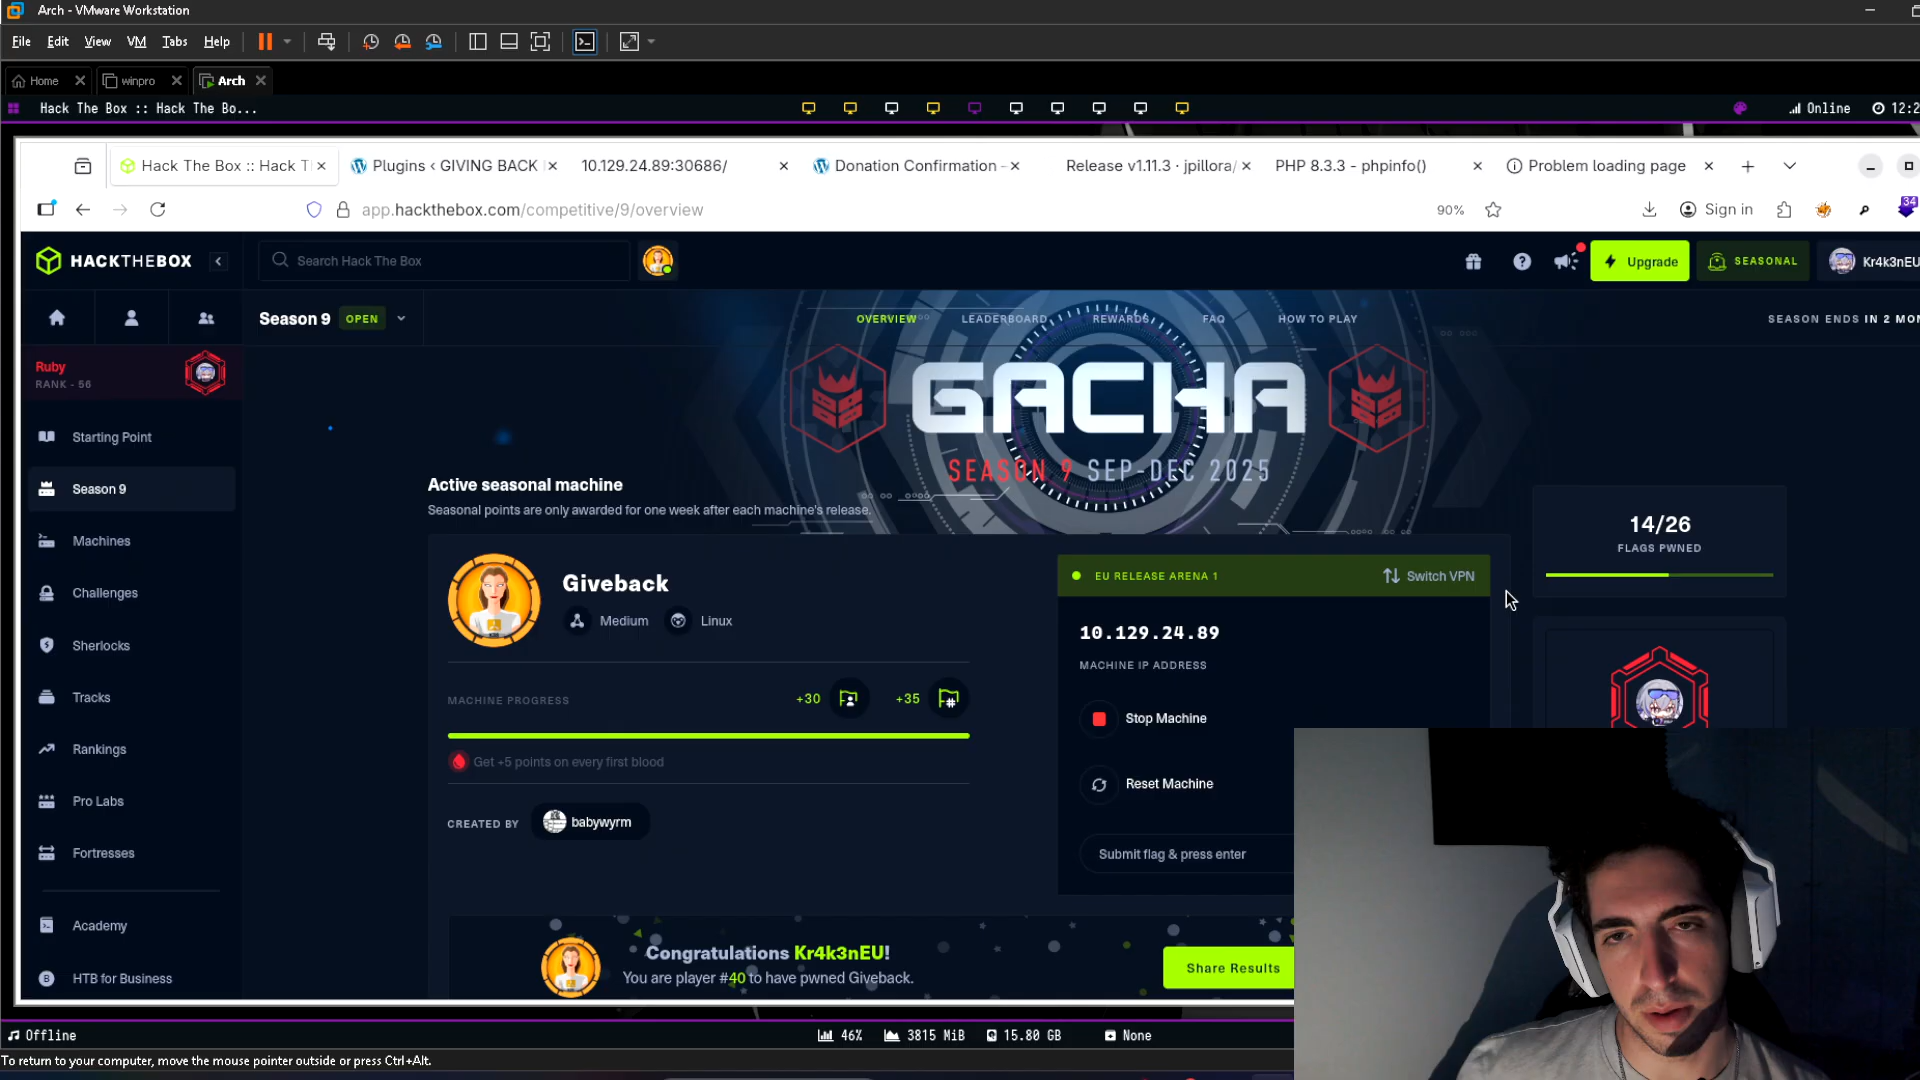 Arch - VMware Workstation
File Edit View VM Tabs Help
Home winpro Arch
Hack The Box :: Hack The Bo... Online 12:2
Hack The Box :: Hack T Plugins ‹ GIVING BACK 10.129.24.89:30686/ Donation Confirmation - Release v1.11.3 · jpillora/ PHP 8.3.3 - phpinfo() Problem loading page
app.hackthebox.com/competitive/9/overview 90% Sign in 34
HACKTHEBOX Search Hack The Box Upgrade SEASONAL Kr4k3nEU
Season 9 OPEN OVERVIEW LEADERBOARD REWARDS FAQ HOW TO PLAY SEASON ENDS IN 2 MON
Ruby
RANK - 56
GACHA
SEASON 9 SEP-DEC 2025
Starting Point
Season 9
Machines
Challenges
Sherlocks
Tracks
Rankings
Pro Labs
Fortresses
Academy
HTB for Business
Active seasonal machine
Seasonal points are only awarded for one week after each machine's release.
Giveback
Medium Linux
MACHINE PROGRESS +30 +35
Get +5 points on every first blood
CREATED BY babywyrm
EU RELEASE ARENA 1 Switch VPN
10.129.24.89
MACHINE IP ADDRESS
Stop Machine
Reset Machine
Submit flag & press enter
14/26
FLAGS PWNED
Congratulations Kr4k3nEU!
You are player #40 to have pwned Giveback.
Share Results
Offline 46% 3815 MiB 15.80 GB None
To return to your computer, move the mouse pointer outside or press Ctrl+Alt.